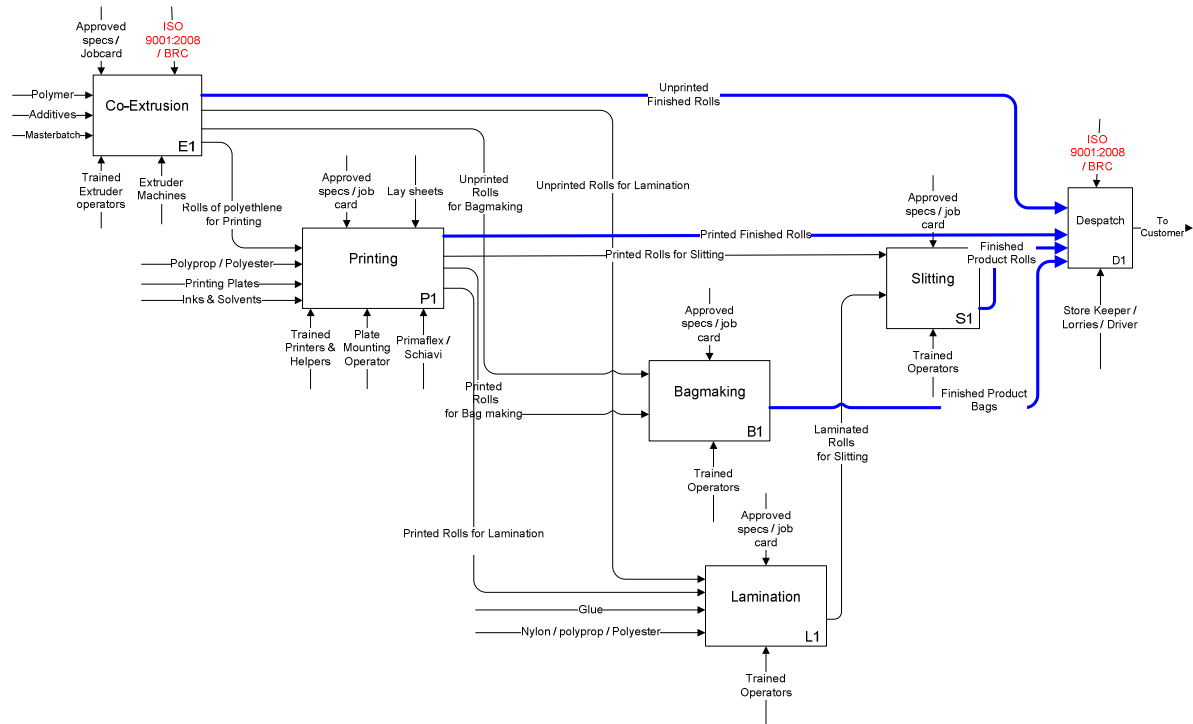 Approved
specs / 
Jobcard
ISO
9001:2008
/ BRC
Polymer
Additives
Masterbatch
Co-Extrusion
E1
Trained
Extruder
operators
Extruder
Machines
Unprinted
Finished Rolls
Unprinted
Rolls
for Bagmaking
Unprinted Rolls for Lamination
Rolls of polyethlene
for Printing
Approved
specs / job
card
Lay sheets
Polyprop / Polyester
Printing Plates
Inks & Solvents
Printing
P1
Trained
Printers &
Helpers
Plate
Mounting
Operator
Primaflex /
Schiavi
Printed Finished Rolls
Printed Rolls for Slitting
Printed
Rolls
for Bag making
Printed Rolls for Lamination
Approved
specs / job
card
Slitting
S1
Trained
Operators
Finished
Product Rolls
ISO
9001:2008
/ BRC
Despatch
D1
To
Customer
Store Keeper /
Lorries / Driver
Approved
specs / job
card
Bagmaking
B1
Trained
Operators
Finished Product
Bags
Laminated
Rolls
for Slitting
Approved
specs / job
card
Glue
Nylon / polyprop / Polyester
Lamination
L1
Trained
Operators